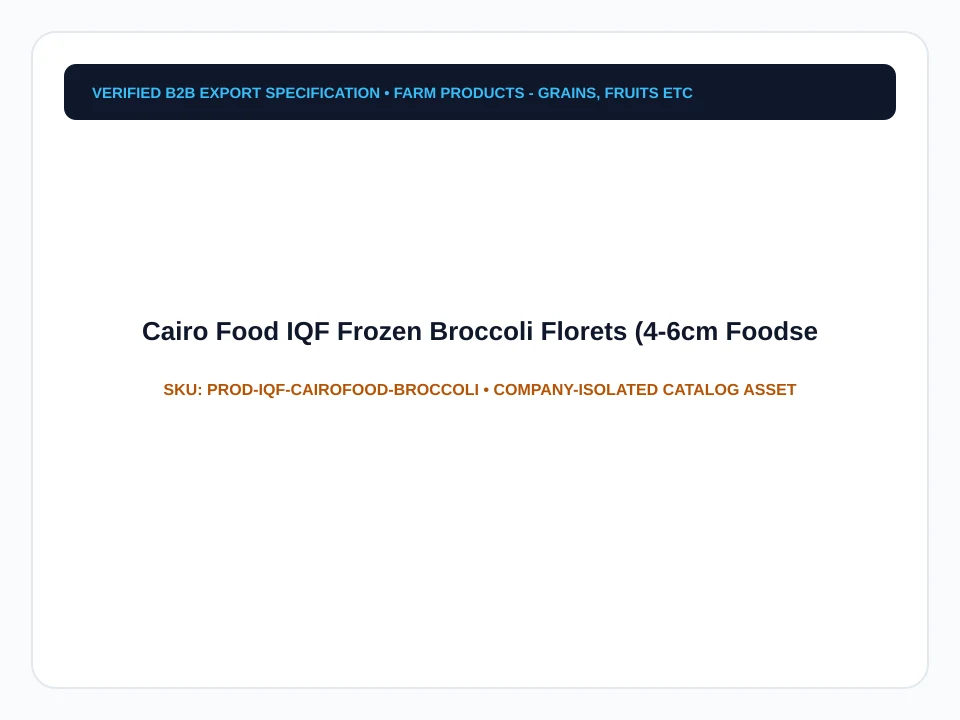 VERIFIED B2B EXPORT SPECIFICATION • FARM PRODUCTS - GRAINS, FRUITS ETC
Cairo Food IQF Frozen Broccoli Florets (4-6cm Foodse
SKU: PROD-IQF-CAIROFOOD-BROCCOLI • COMPANY-ISOLATED CATALOG ASSET